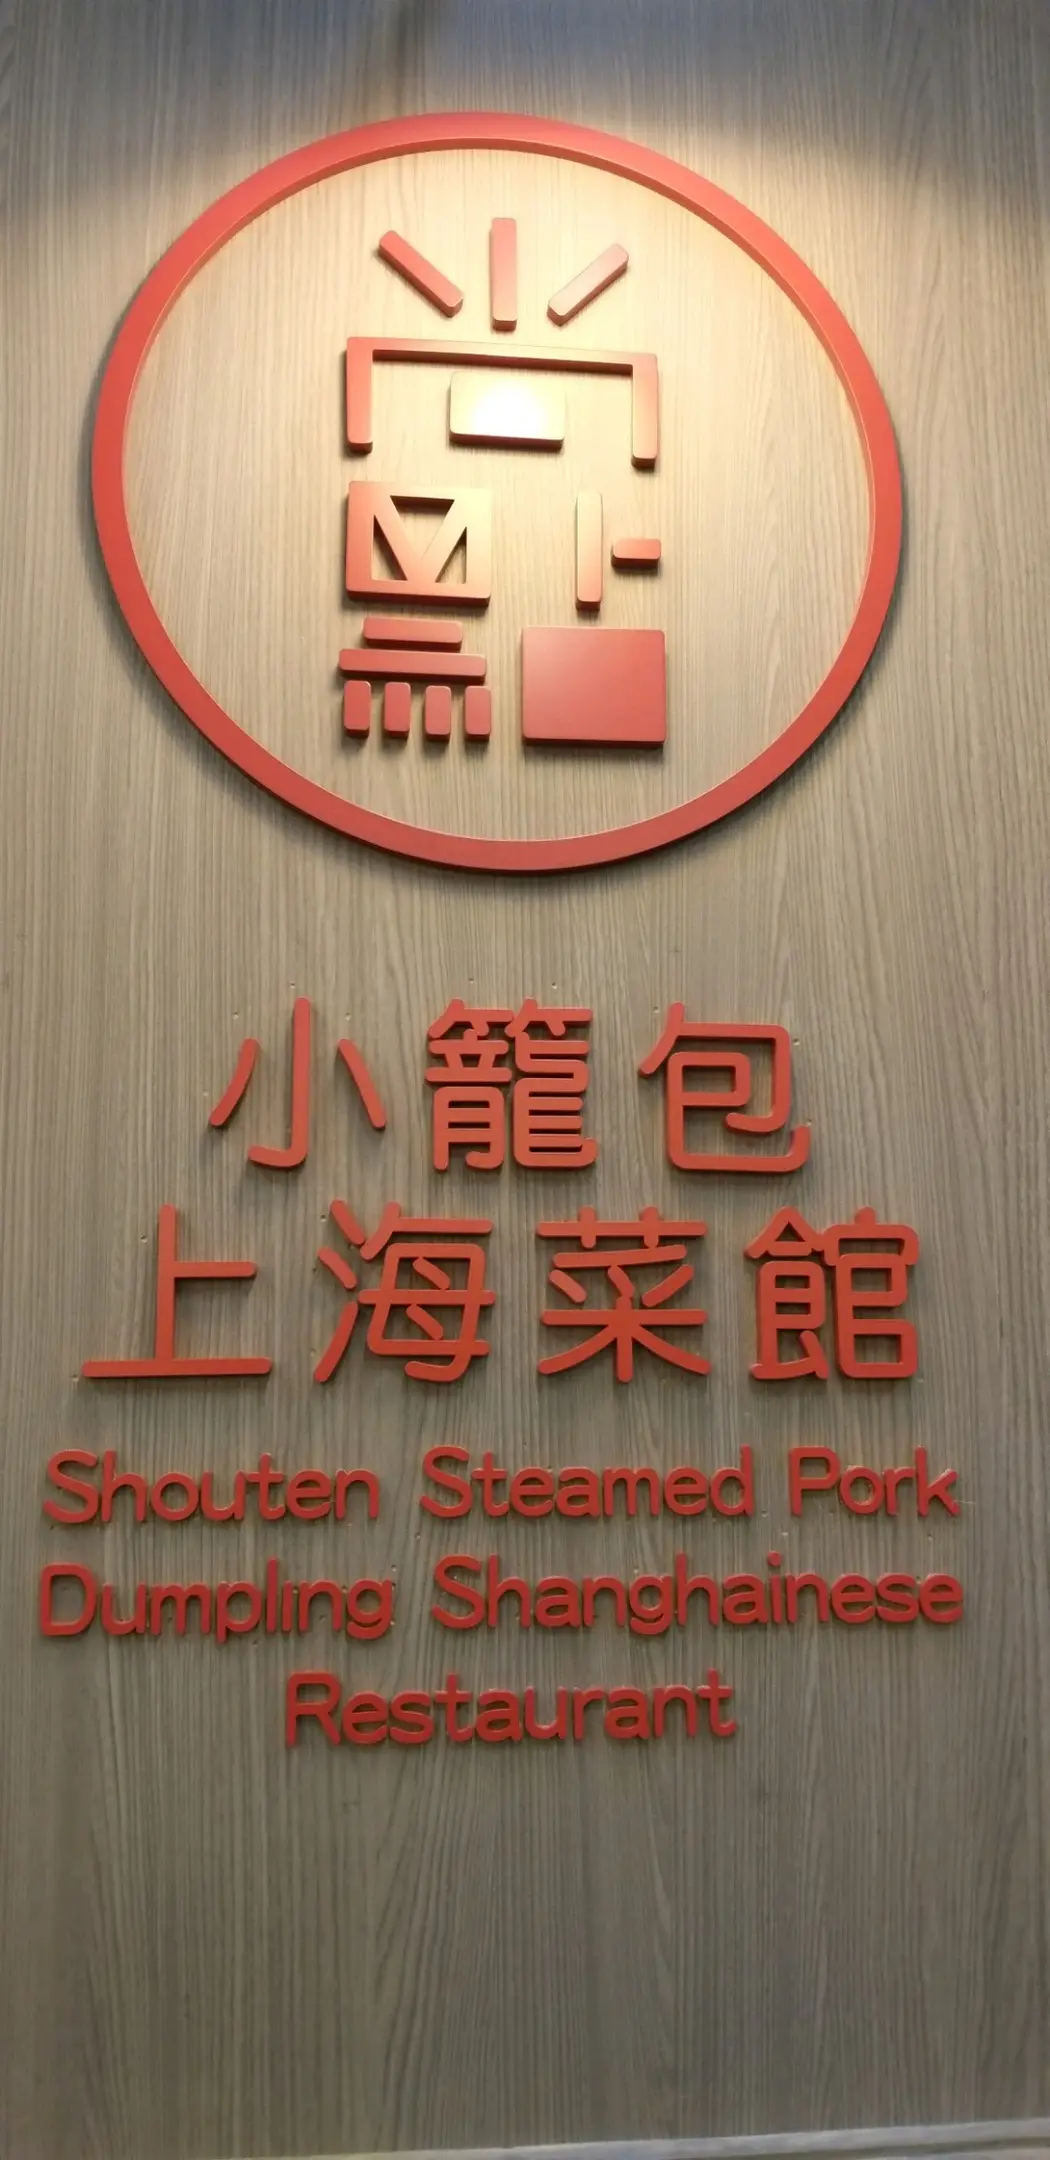 小籠包
上海菜館
Shouten Steamed Pork
Dumpling Shanghainese
Restaurant